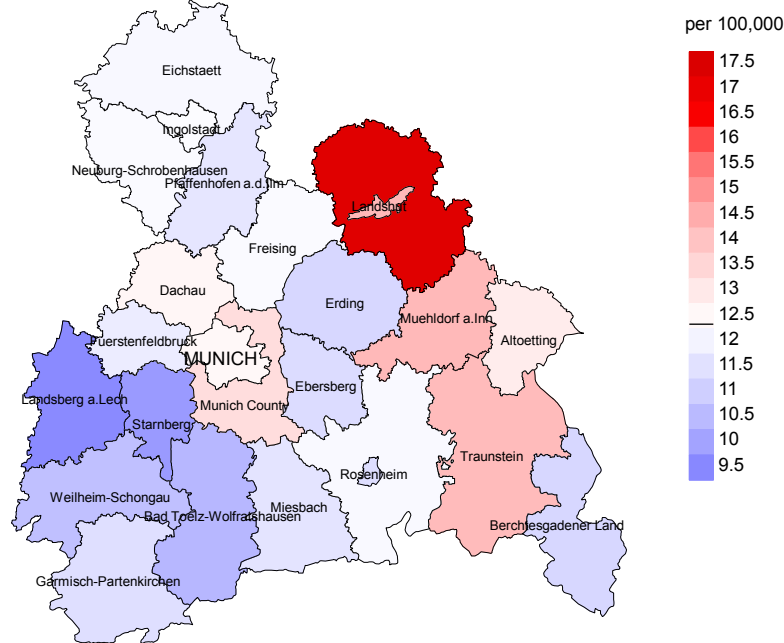 per 100,000
17.5
17
16.5
16
15.5
15
14.5
14
13.5
13
12.5
12
11.5
11
10.5
10
9.5
Eichstaett
Ingolstadt
Neuburg-Schrobenhausen
Pfaffenhofen a.d.Ilm
Landshut
Freising
Dachau
Erding
Muehldorf a.Inn
Altoetting
Fuerstenfeldbruck
MUNICH
Ebersberg
Landsberg a.Lech
Munich County
Starnberg
Traunstein
Rosenheim
Weilheim-Schongau
Miesbach
Bad Toelz-Wolfratshausen
Berchtesgadener Land
Garmisch-Partenkirchen